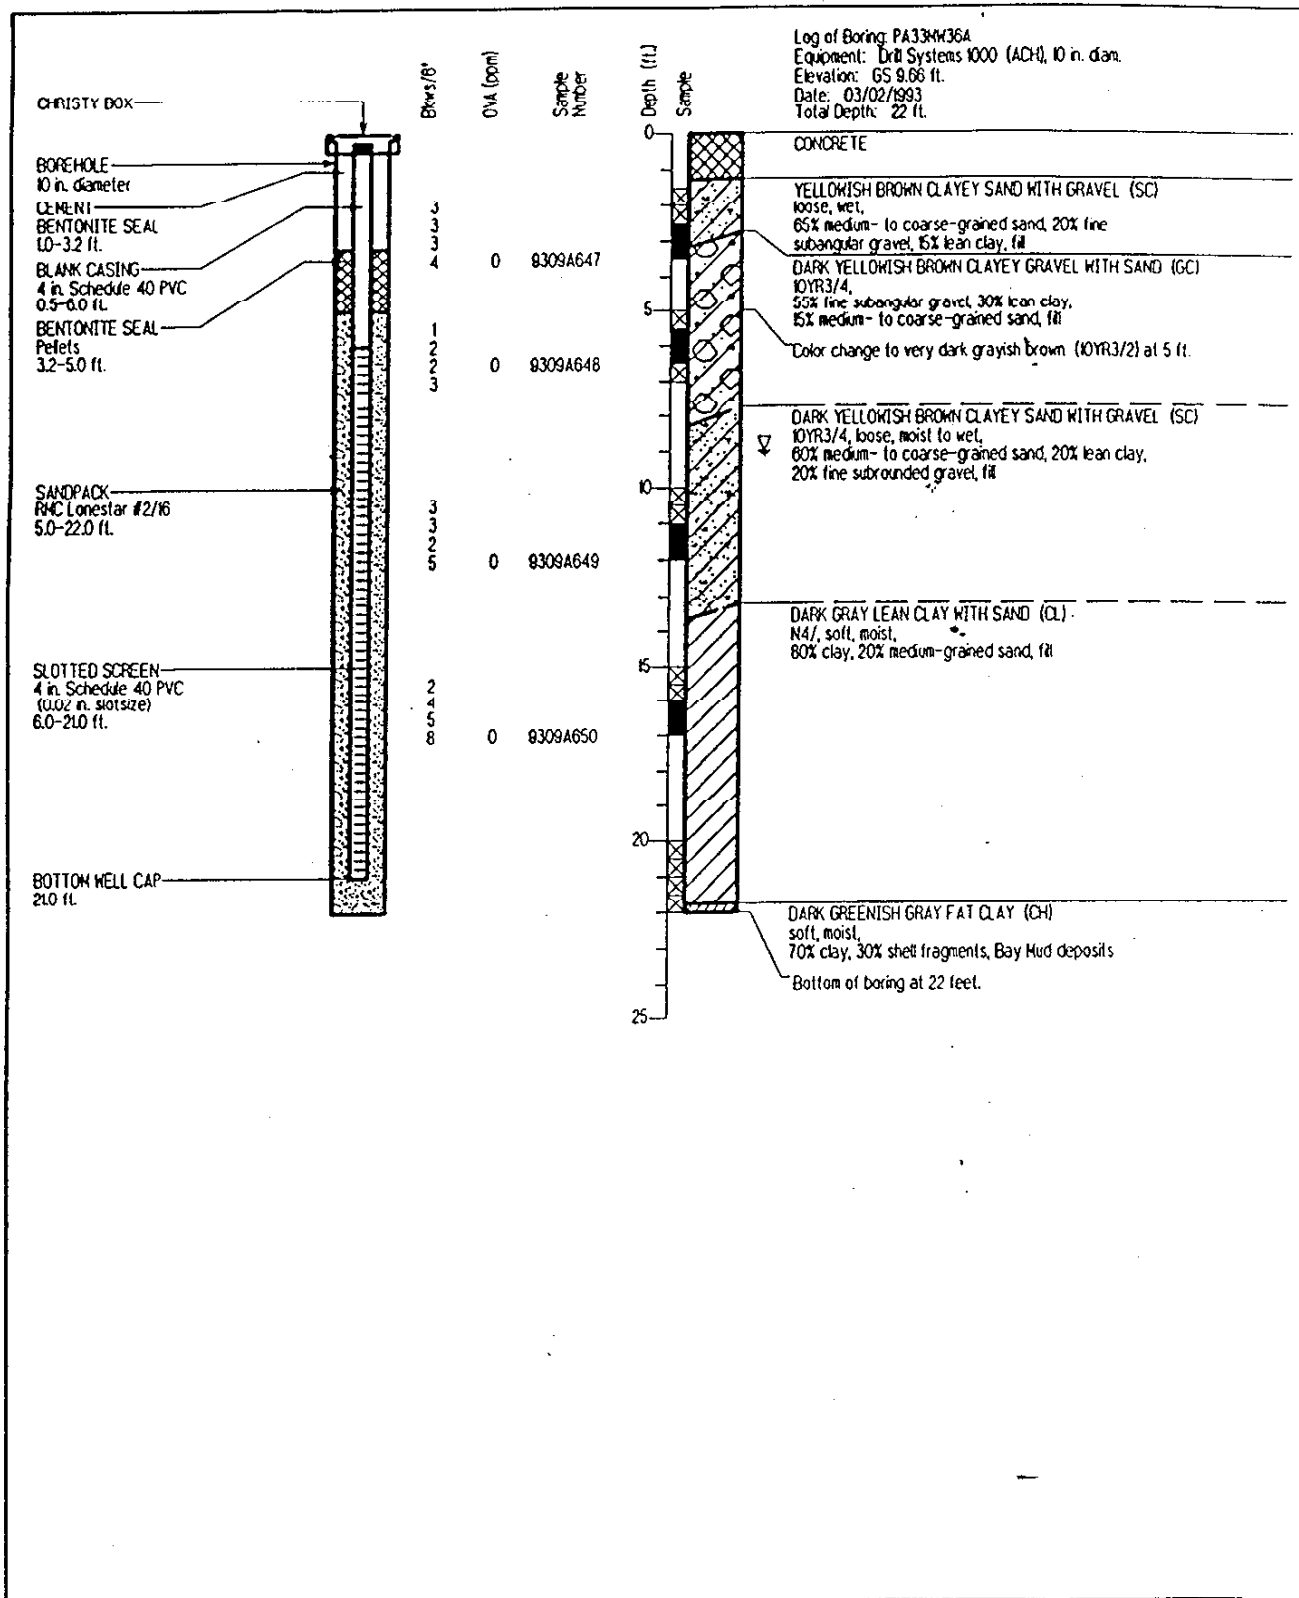 Log of Boring: PA33MW36A
Equipment: Drill Systems 1000 (ACH), 10 in. diam.
Elevation: GS 9.66 ft.
Date: 03/02/1993
Total Depth: 22 ft.
Blows/6"
OVA (ppm)
Sample
Number
Depth (ft.)
Sample
CHRISTY BOX
BOREHOLE
10 in. diameter
CEMENT
BENTONITE SEAL
1.0-3.2 ft.
BLANK CASING
4 in. Schedule 40 PVC
0.5-6.0 ft.
BENTONITE SEAL
Pellets
3.2-5.0 ft.
SANDPACK
RMC Lonestar #2/16
5.0-22.0 ft.
SLOTTED SCREEN
4 in. Schedule 40 PVC
(0.02 in. slotsize)
6.0-21.0 ft.
BOTTOM WELL CAP
21.0 ft.
3
3
3
4 0 9309A647
1
2
2 0 9309A648
3
3
3
2
5 0 9309A649
2
4
5
8 0 9309A650
0
5
10
15
20
25
CONCRETE
YELLOWISH BROWN CLAYEY SAND WITH GRAVEL (SC)
loose, wet,
65% medium- to coarse-grained sand, 20% fine
subangular gravel, 15% lean clay, fill
DARK YELLOWISH BROWN CLAYEY GRAVEL WITH SAND (GC)
10YR3/4,
55% fine subangular gravel, 30% lean clay,
15% medium- to coarse-grained sand, fill
Color change to very dark grayish brown (10YR3/2) at 5 ft.
DARK YELLOWISH BROWN CLAYEY SAND WITH GRAVEL (SC)
10YR3/4, loose, moist to wet,
60% medium- to coarse-grained sand, 20% lean clay,
20% fine subrounded gravel, fill
DARK GRAY LEAN CLAY WITH SAND (CL)
N4/, soft, moist,
80% clay, 20% medium-grained sand, fill
DARK GREENISH GRAY FAT CLAY (CH)
soft, moist,
70% clay, 30% shell fragments, Bay Mud deposits
Bottom of boring at 22 feet.